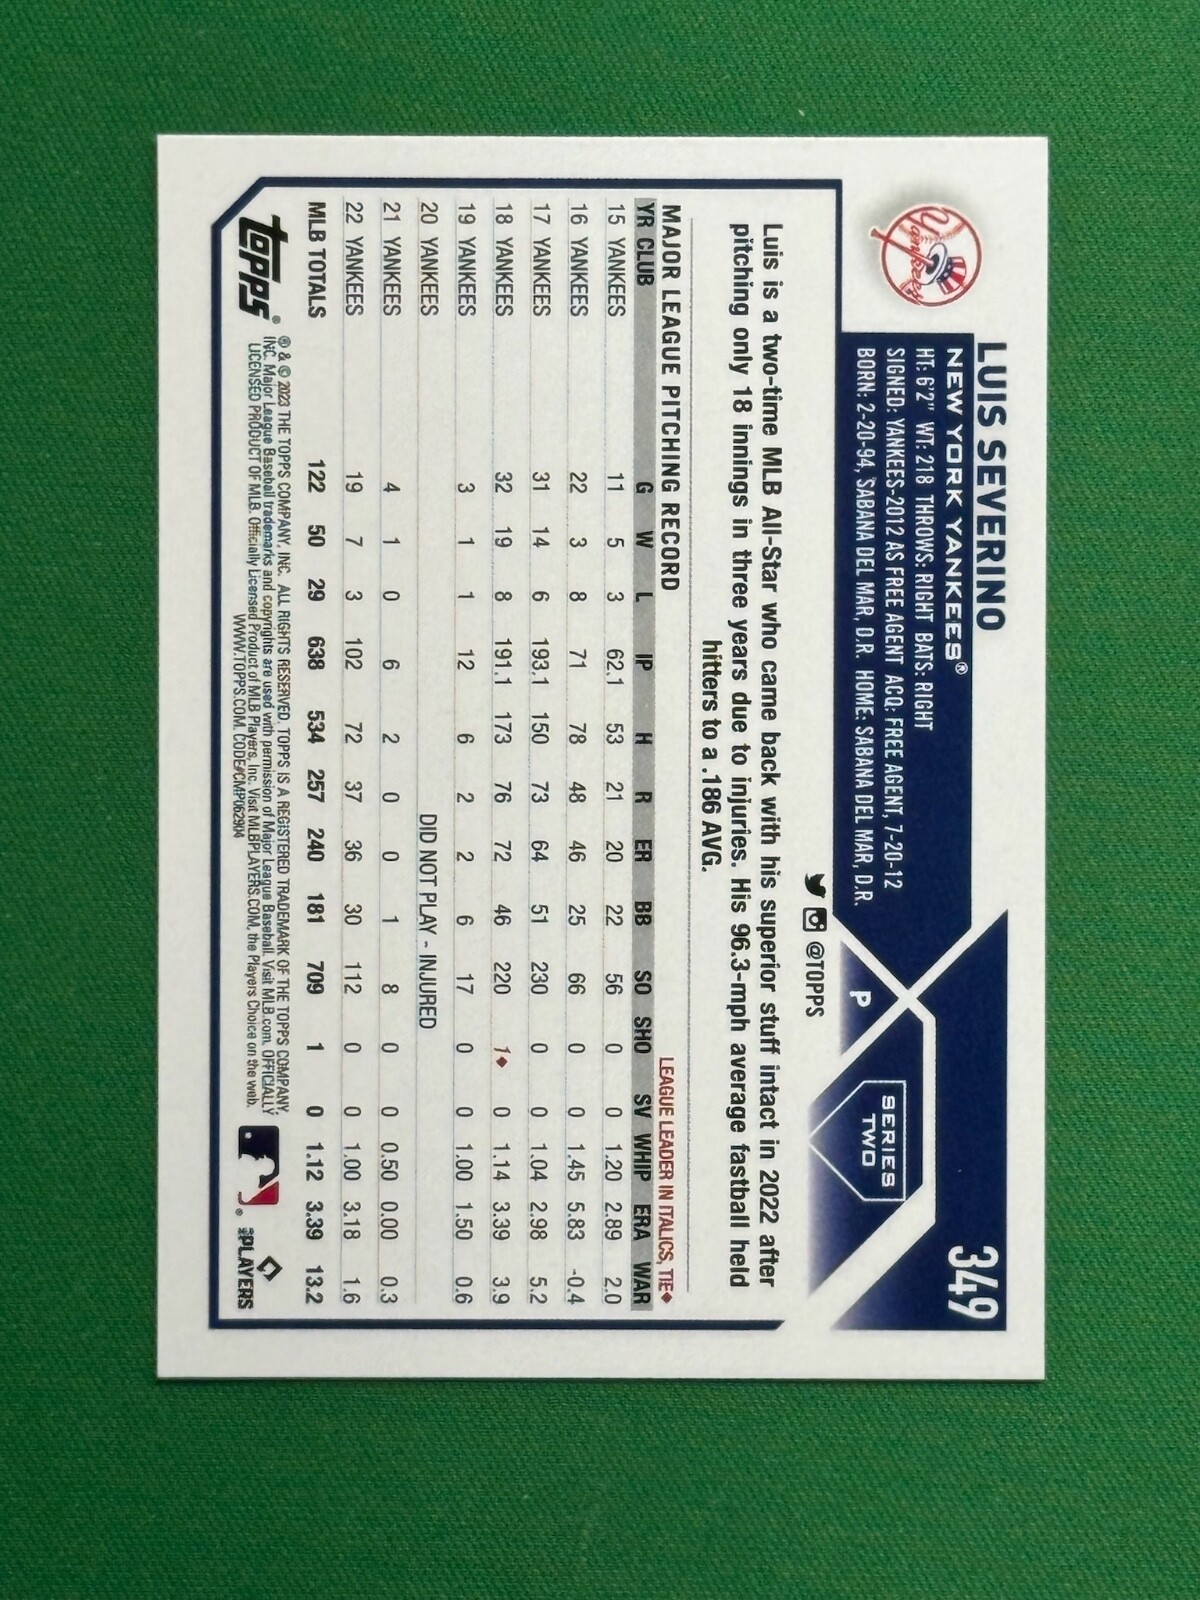 Yankees
LUIS SEVERINO
NEW YORK YANKEES®
HT: 6'2" WT: 218 THROWS: RIGHT BATS: RIGHT
SIGNED: YANKEES-2012 AS FREE AGENT ACQ: FREE AGENT, 7-20-12
BORN: 2-20-94, SABANA DEL MAR, D.R. HOME: SABANA DEL MAR, D.R.
P
SERIES
TWO
349
@TOPPS
Luis is a two-time MLB All-Star who came back with his superior stuff intact in 2022 after
pitching only 18 innings in three years due to injuries. His 96.3-mph average fastball held
hitters to a .186 AVG.
MAJOR LEAGUE PITCHING RECORD LEAGUE LEADER IN ITALICS, TIE♦
YR CLUB G W L IP H R ER BB SO SHO SV WHIP ERA WAR
15 YANKEES 11 5 3 62.1 53 21 20 22 56 0 0 1.20 2.89 2.0
16 YANKEES 22 3 8 71 78 48 46 25 66 0 0 1.45 5.83 -0.4
17 YANKEES 31 14 6 193.1 150 73 64 51 230 0 0 1.04 2.98 5.2
18 YANKEES 32 19 8 191.1 173 76 72 46 220 1♦ 0 1.14 3.39 3.9
19 YANKEES 3 1 1 12 6 2 2 6 17 0 0 1.00 1.50 0.6
20 YANKEES DID NOT PLAY - INJURED
21 YANKEES 4 1 0 6 2 0 0 1 8 0 0 0.50 0.00 0.3
22 YANKEES 19 7 3 102 72 37 36 30 112 0 0 1.00 3.18 1.6
MLB TOTALS 122 50 29 638 534 257 240 181 709 1 0 1.12 3.39 13.2
topps®
® & © 2023 THE TOPPS COMPANY, INC. ALL RIGHTS RESERVED. TOPPS IS A REGISTERED TRADEMARK OF THE TOPPS COMPANY,
INC. Major League Baseball trademarks and copyrights are used with permission of Major League Baseball. Visit MLB.com. OFFICIALLY
LICENSED PRODUCT OF MLB. Officially Licensed Product of MLB Players, Inc. Visit MLBPLAYERS.COM, the Players Choice on the web.
WWW.TOPPS.COM. CODE#CMP062904
®
MLB PLAYERS